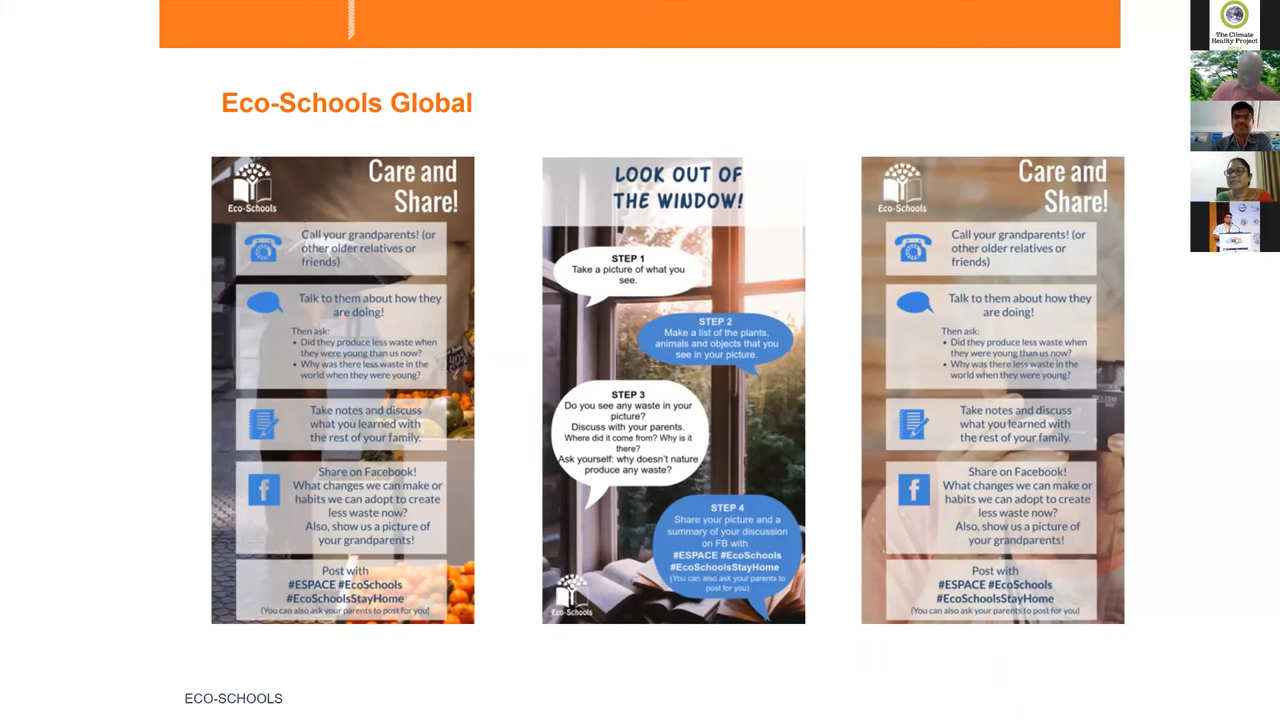 Eco-Schools Global
Care and
Share!
Eco-Schools
Call your grandparents! (or
other older relatives or
friends)
Talk to them about how they
are doing!
Then ask:
• Did they produce less waste when
they were young than us now?
• Why was there less waste in the
world when they were young?
Take notes and discuss
what you learned with
the rest of your family.
Share on Facebook!
What changes we can make or
habits we can adopt to create
less waste now?
Also, show us a picture of
your grandparents!
Post with
#ESPACE #EcoSchools
#EcoSchoolsStayHome
(You can also ask your parents to post for you)
LOOK OUT OF
THE WINDOW!
STEP 1
Take a picture of what you
see.
STEP 2
Make a list of the plants,
animals and objects that you
see in your picture.
STEP 3
Do you see any waste in your
picture?
Discuss with your parents.
Where did it come from? Why is it
there?
Ask yourself: why doesn't nature
produce any waste?
STEP 4
Share your picture and a
summary of your discussion
on FB with
#ESPACE #EcoSchools
#EcoSchoolsStayHome
(You can also ask your parents to
post for you)
Eco-Schools
Care and
Share!
Eco-Schools
Call your grandparents! (or
other older relatives or
friends)
Talk to them about how they
are doing!
Then ask:
• Did they produce less waste when
they were young than us now?
• Why was there less waste in the
world when they were young?
Take notes and discuss
what you learned with
the rest of your family.
Share on Facebook!
What changes we can make or
habits we can adopt to create
less waste now?
Also, show us a picture of
your grandparents!
Post with
#ESPACE #EcoSchools
#EcoSchoolsStayHome
(You can also ask your parents to post for you)
ECO-SCHOOLS
The Climate
Reality Project
INDIA